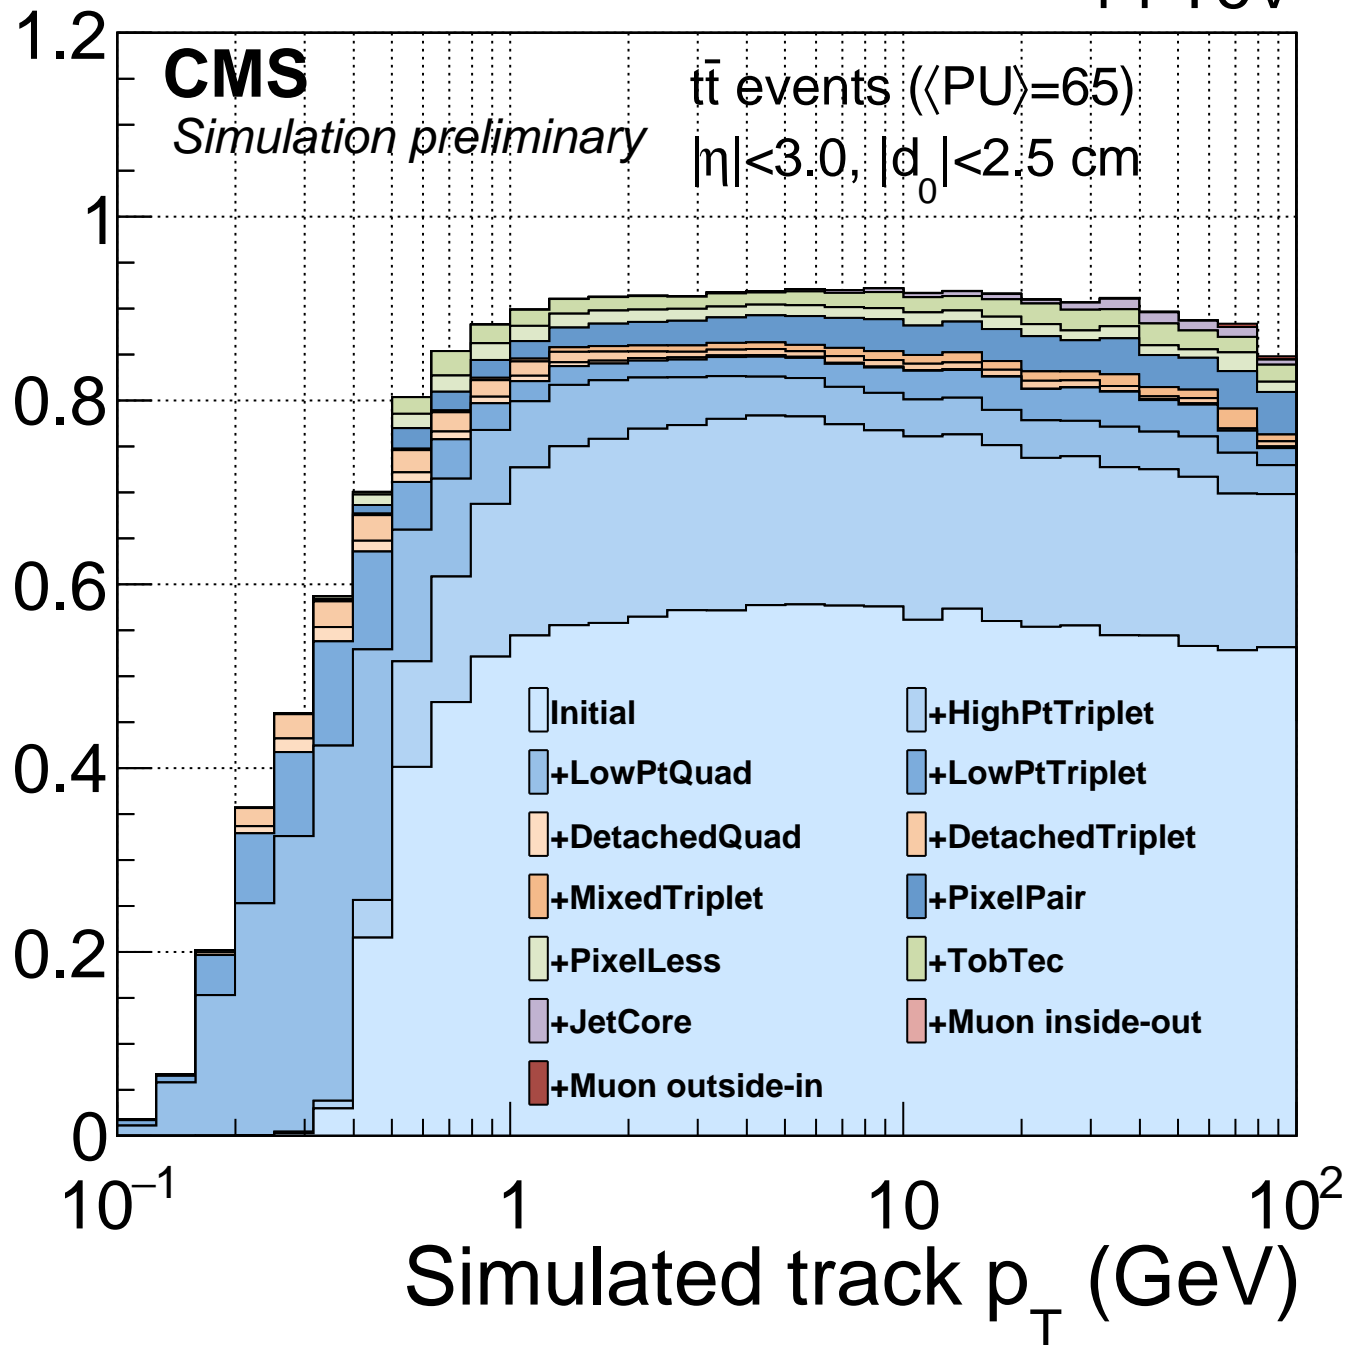 1.2
CMS
Simulation preliminary
tt̄ events (⟨PU⟩=65)
|η|<3.0, |d₀|<2.5 cm
1
0.8
0.6
0.4
0.2
0
Initial
+HighPtTriplet
+LowPtQuad
+LowPtTriplet
+DetachedQuad
+DetachedTriplet
+MixedTriplet
+PixelPair
+PixelLess
+TobTec
+JetCore
+Muon inside-out
+Muon outside-in
10⁻¹ 1 10 10²
Simulated track p_T (GeV)